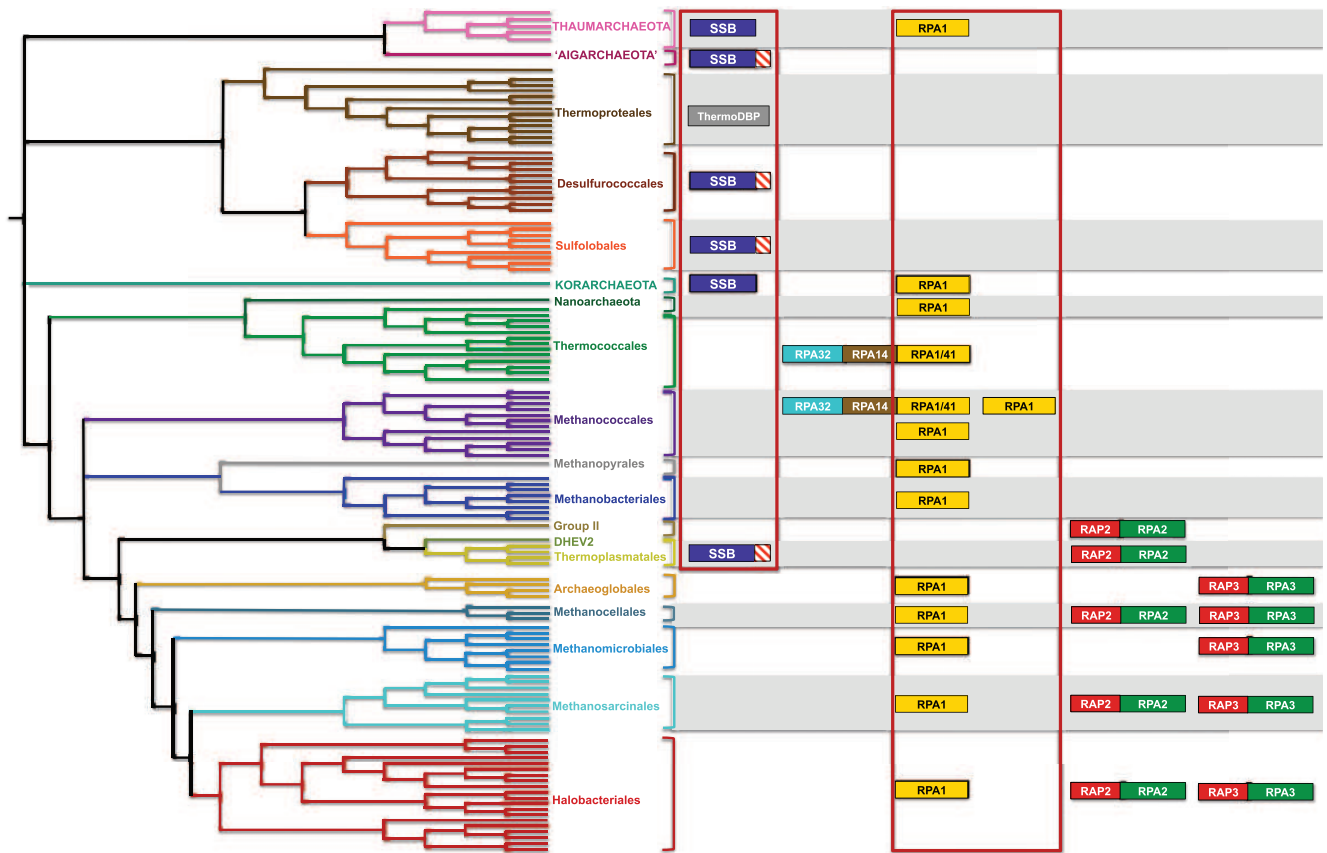 THAUMARCHAEOTA SSB RPA1
'AIGARCHAEOTA' SSB
Thermoproteales ThermoDBP
Desulfurococcales SSB
Sulfolobales SSB
KORARCHAEOTA SSB RPA1
Nanoarchaeota RPA1
Thermococcales RPA32 RPA14 RPA1/41
Methanococcales RPA32 RPA14 RPA1/41 RPA1
RPA1
Methanopyrales RPA1
Methanobacteriales RPA1
Group II RAP2 RPA2
DHEV2
Thermoplasmatales SSB RAP2 RPA2
Archaeoglobales RPA1 RAP3 RPA3
Methanocellales RPA1 RAP2 RPA2 RAP3 RPA3
Methanomicrobiales RPA1 RAP3 RPA3
Methanosarcinales RPA1 RAP2 RPA2 RAP3 RPA3
Halobacteriales RPA1 RAP2 RPA2 RAP3 RPA3